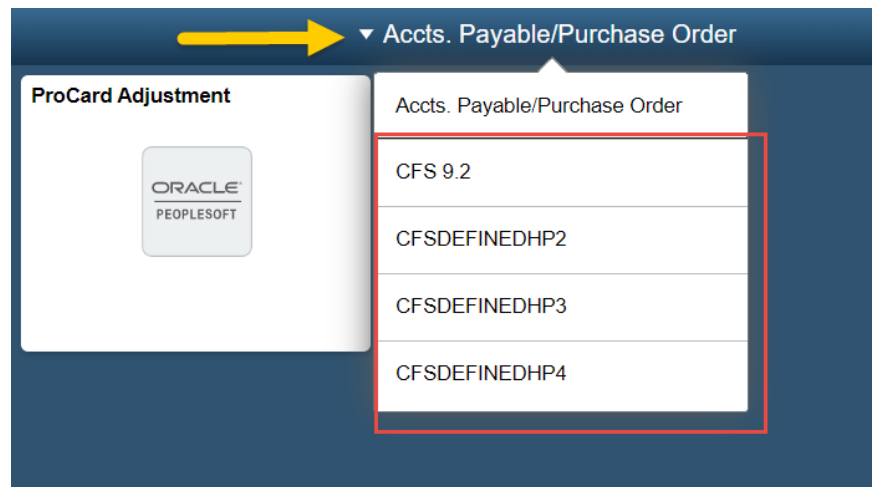 Accts. Payable/Purchase Order
ProCard Adjustment
ORACLE
PEOPLESOFT
Accts. Payable/Purchase Order
CFS 9.2
CFSDEFINEDHP2
CFSDEFINEDHP3
CFSDEFINEDHP4